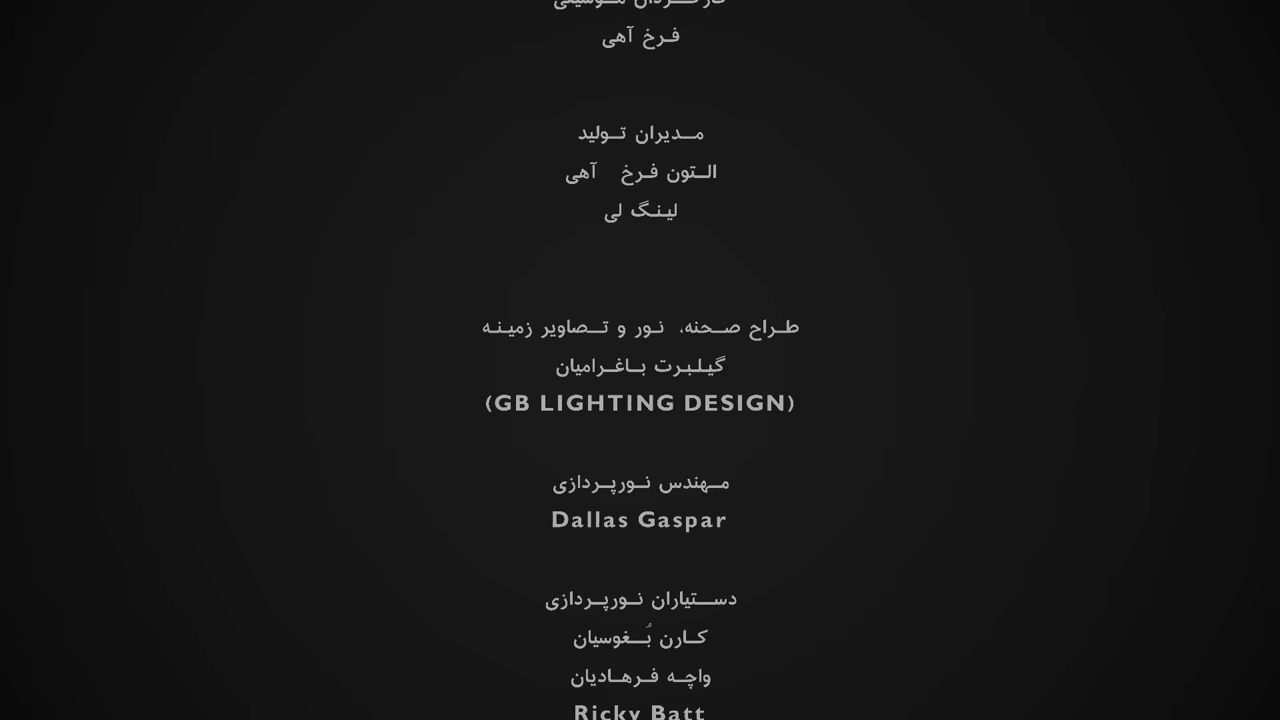 فرخ آهی
مدیران تولید
التون فرخ آهی
لینگ لی
طراح صحنه، نور و تصاویر زمینه
گیلبرت باغرامیان
(GB LIGHTING DESIGN)
مهندس نورپردازی
Dallas Gaspar
دستیاران نورپردازی
کارن بُغوسیان
واچه فرهادیان
Ricky Batt